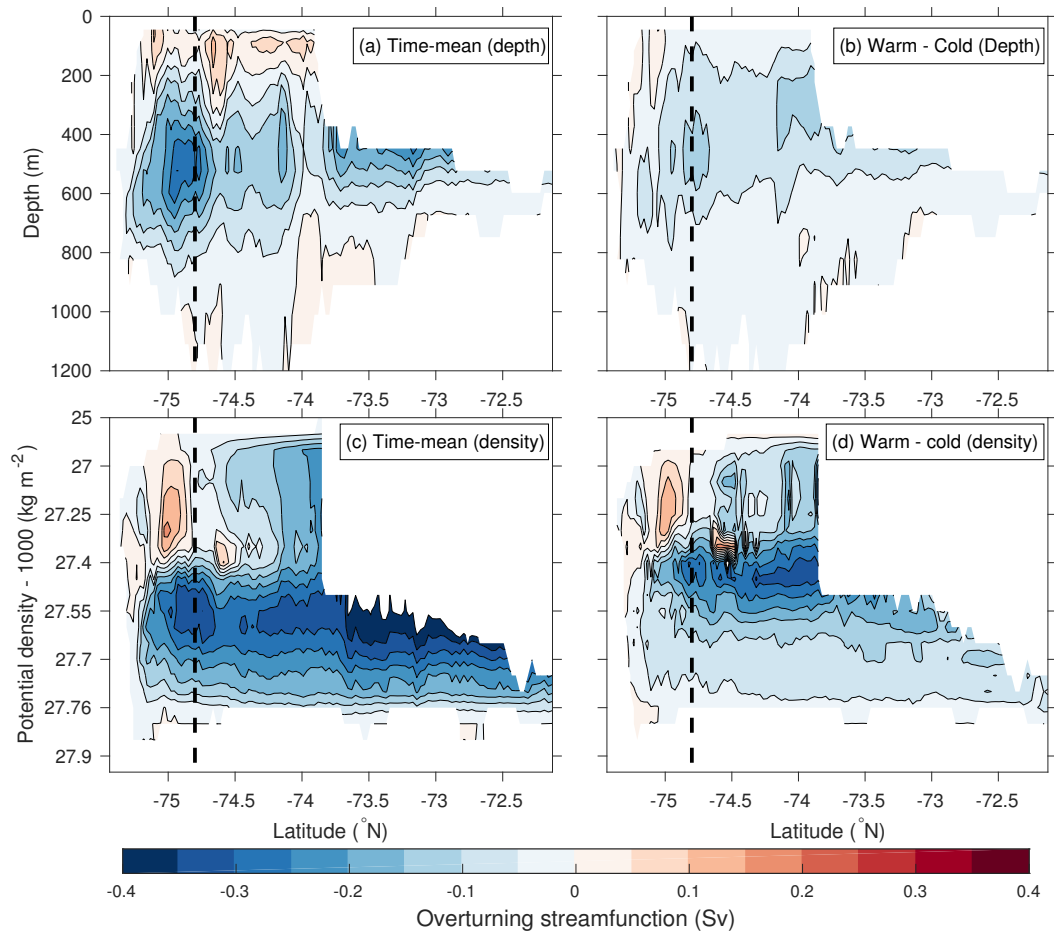 (a) Time-mean (depth)
(b) Warm - Cold (Depth)
0
200
400
600
800
1000
1200
Depth (m)
-75 -74.5 -74 -73.5 -73 -72.5
-75 -74.5 -74 -73.5 -73 -72.5
(c) Time-mean (density)
(d) Warm - cold (density)
25
27
27.25
27.4
27.55
27.7
27.76
27.9
Potential density - 1000 (kg m-2)
-75 -74.5 -74 -73.5 -73 -72.5
-75 -74.5 -74 -73.5 -73 -72.5
Latitude (°N)
Latitude (°N)
-0.4 -0.3 -0.2 -0.1 0 0.1 0.2 0.3 0.4
Overturning streamfunction (Sv)